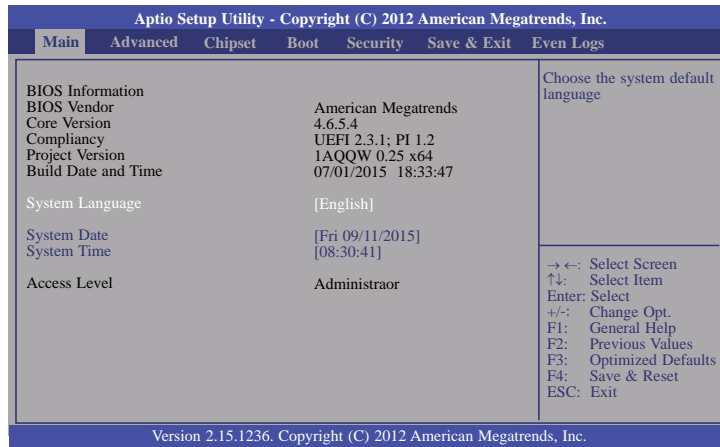 Aptio Setup Utility - Copyright (C) 2012 American Megatrends, Inc.
Main Advanced Chipset Boot Security Save & Exit Even Logs
BIOS Information
BIOS Vendor American Megatrends
Core Version 4.6.5.4
Compliancy UEFI 2.3.1; PI 1.2
Project Version 1AQQW 0.25 x64
Build Date and Time 07/01/2015 18:33:47
System Language [English]
System Date [Fri 09/11/2015]
System Time [08:30:41]
Access Level Administraor
Choose the system default
language
→ ←: Select Screen
↑↓: Select Item
Enter: Select
+/-: Change Opt.
F1: General Help
F2: Previous Values
F3: Optimized Defaults
F4: Save & Reset
ESC: Exit
Version 2.15.1236. Copyright (C) 2012 American Megatrends, Inc.